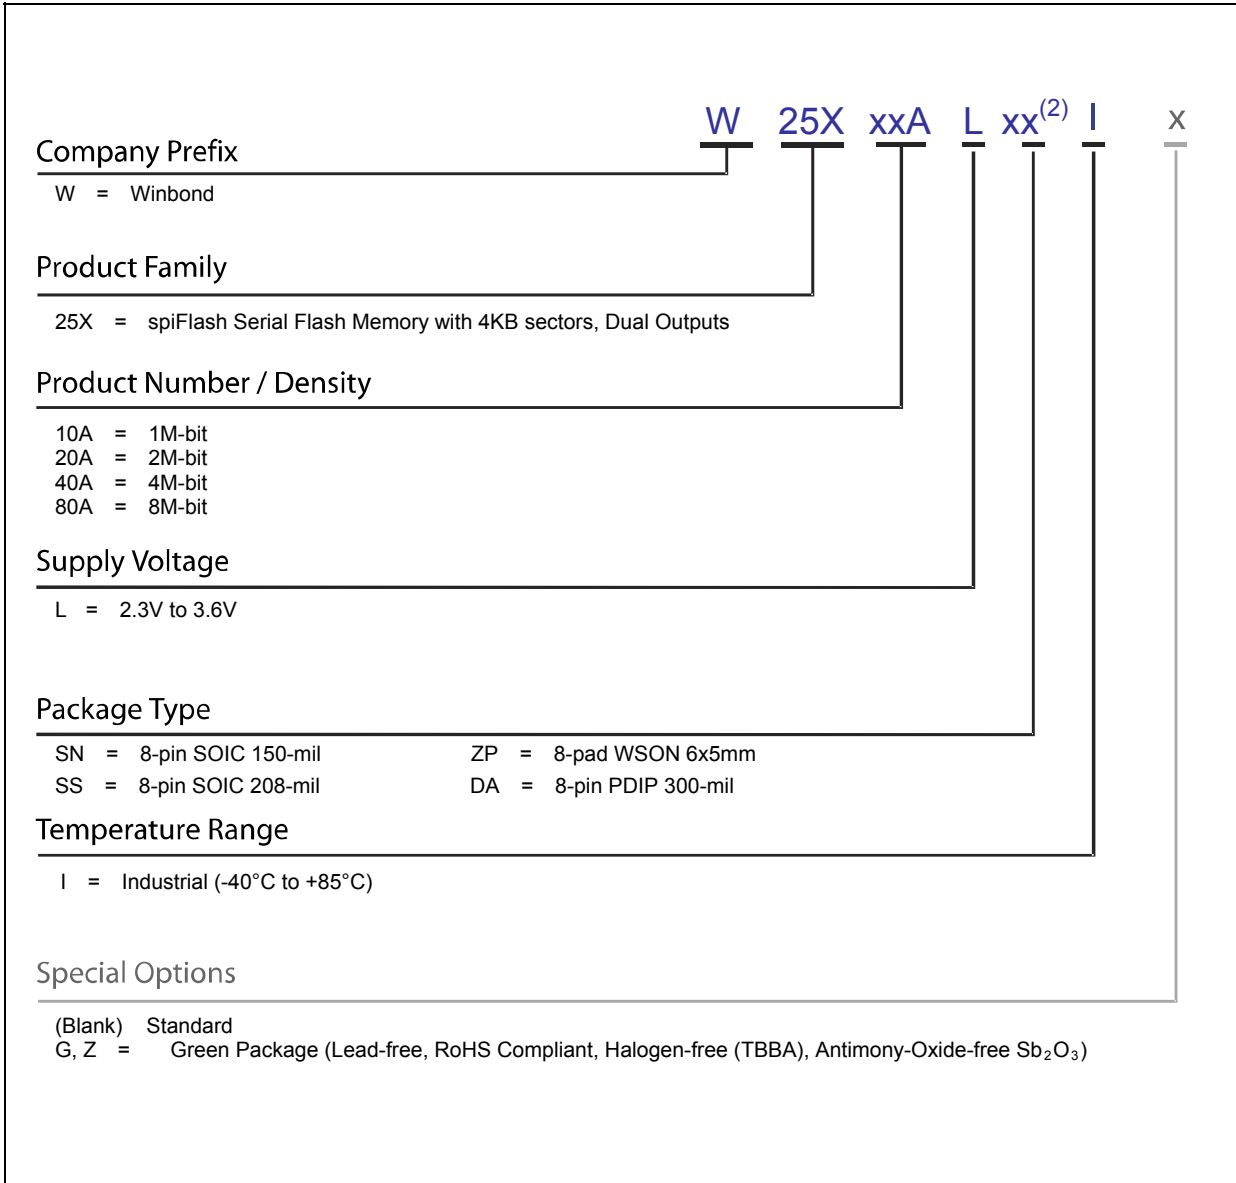 W 25X xxA L xx(2) I x
Company Prefix
W = Winbond
Product Family
25X = spiFlash Serial Flash Memory with 4KB sectors, Dual Outputs
Product Number / Density
10A = 1M-bit
20A = 2M-bit
40A = 4M-bit
80A = 8M-bit
Supply Voltage
L = 2.3V to 3.6V
Package Type
SN = 8-pin SOIC 150-mil ZP = 8-pad WSON 6x5mm
SS = 8-pin SOIC 208-mil DA = 8-pin PDIP 300-mil
Temperature Range
I = Industrial (-40°C to +85°C)
Special Options
(Blank) Standard
G, Z = Green Package (Lead-free, RoHS Compliant, Halogen-free (TBBA), Antimony-Oxide-free Sb₂O₃)